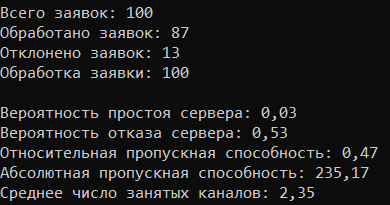 Всего заявок: 100
Обработано заявок: 87
Отклонено заявок: 13
Обработка заявки: 100
Вероятность простоя сервера: 0,03
Вероятность отказа сервера: 0,53
Относительная пропускная способность: 0,47
Абсолютная пропускная способность: 235,17
Среднее число занятых каналов: 2,35